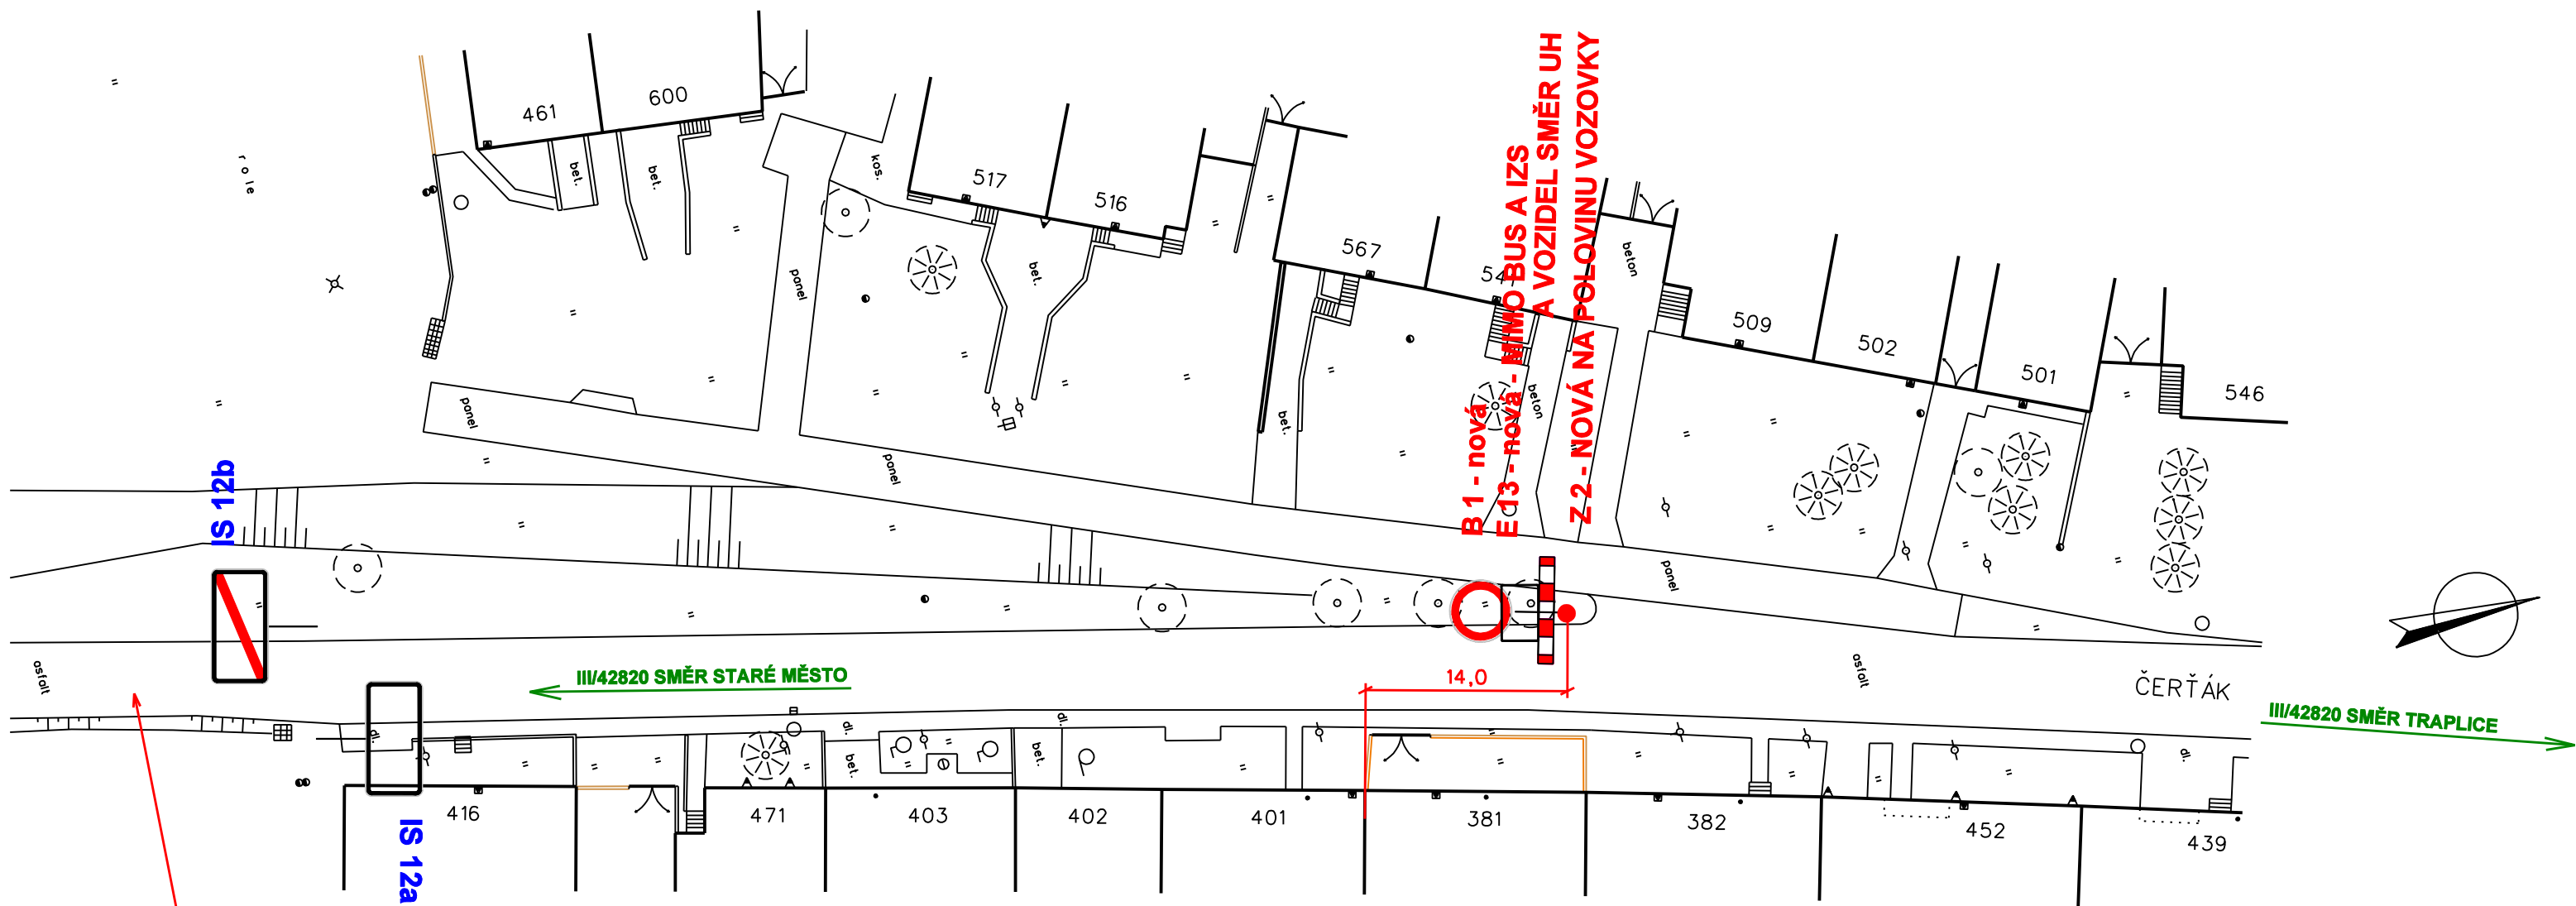 461
600
role
bet.
bet.
kos.
517
516
panel
bet.
567
beton
509
502
501
546
B 1 - nová
E 13 - nová - MIMO BUS A IZS
A VOZIDEL SMĚR UH
Z 2 - NOVÁ NA POLOVINU VOZOVKY
beton
panel
panel
bet.
panel
IS 12b
asfalt
III/42820 SMĚR STARÉ MĚSTO
14,0
asfalt
ČERŤÁK
III/42820 SMĚR TRAPLICE
dl.
dl.
dl.
dl.
bet.
bet.
416
471
403
402
401
381
382
452
439
IS 12a